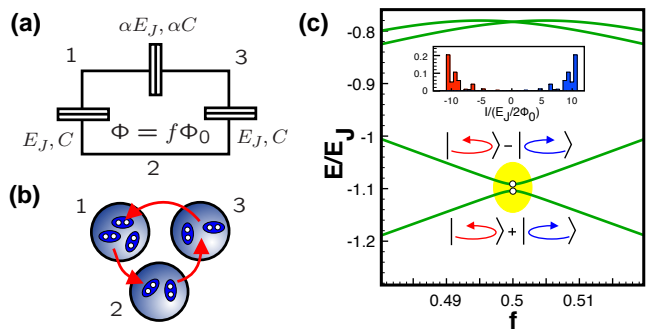 (a)
αE_J, αC
1
3
E_J, C
Φ = fΦ_0
E_J, C
2
(b)
1
3
2
(c)
E/E_J
-0.8
-0.9
-1
-1.1
-1.2
0.2
0.1
0
-10
-5
0
5
10
I/(E_J/2Φ_0)
| ⟩ − | ⟩
| ⟩ + | ⟩
0.49
0.5
0.51
f